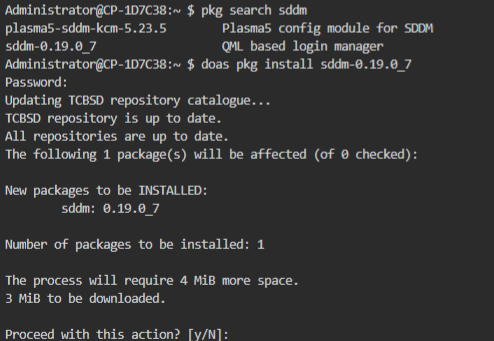 Administrator@CP-1D7C38:~ $ pkg search sddm
plasma5-sddm-kcm-5.23.5        Plasma5 config module for SDDM
sddm-0.19.0_7                  QML based login manager
Administrator@CP-1D7C38:~ $ doas pkg install sddm-0.19.0_7
Password:
Updating TCBSD repository catalogue...
TCBSD repository is up to date.
All repositories are up to date.
The following 1 package(s) will be affected (of 0 checked):
New packages to be INSTALLED:
        sddm: 0.19.0_7
Number of packages to be installed: 1
The process will require 4 MiB more space.
3 MiB to be downloaded.
Proceed with this action? [y/N]: